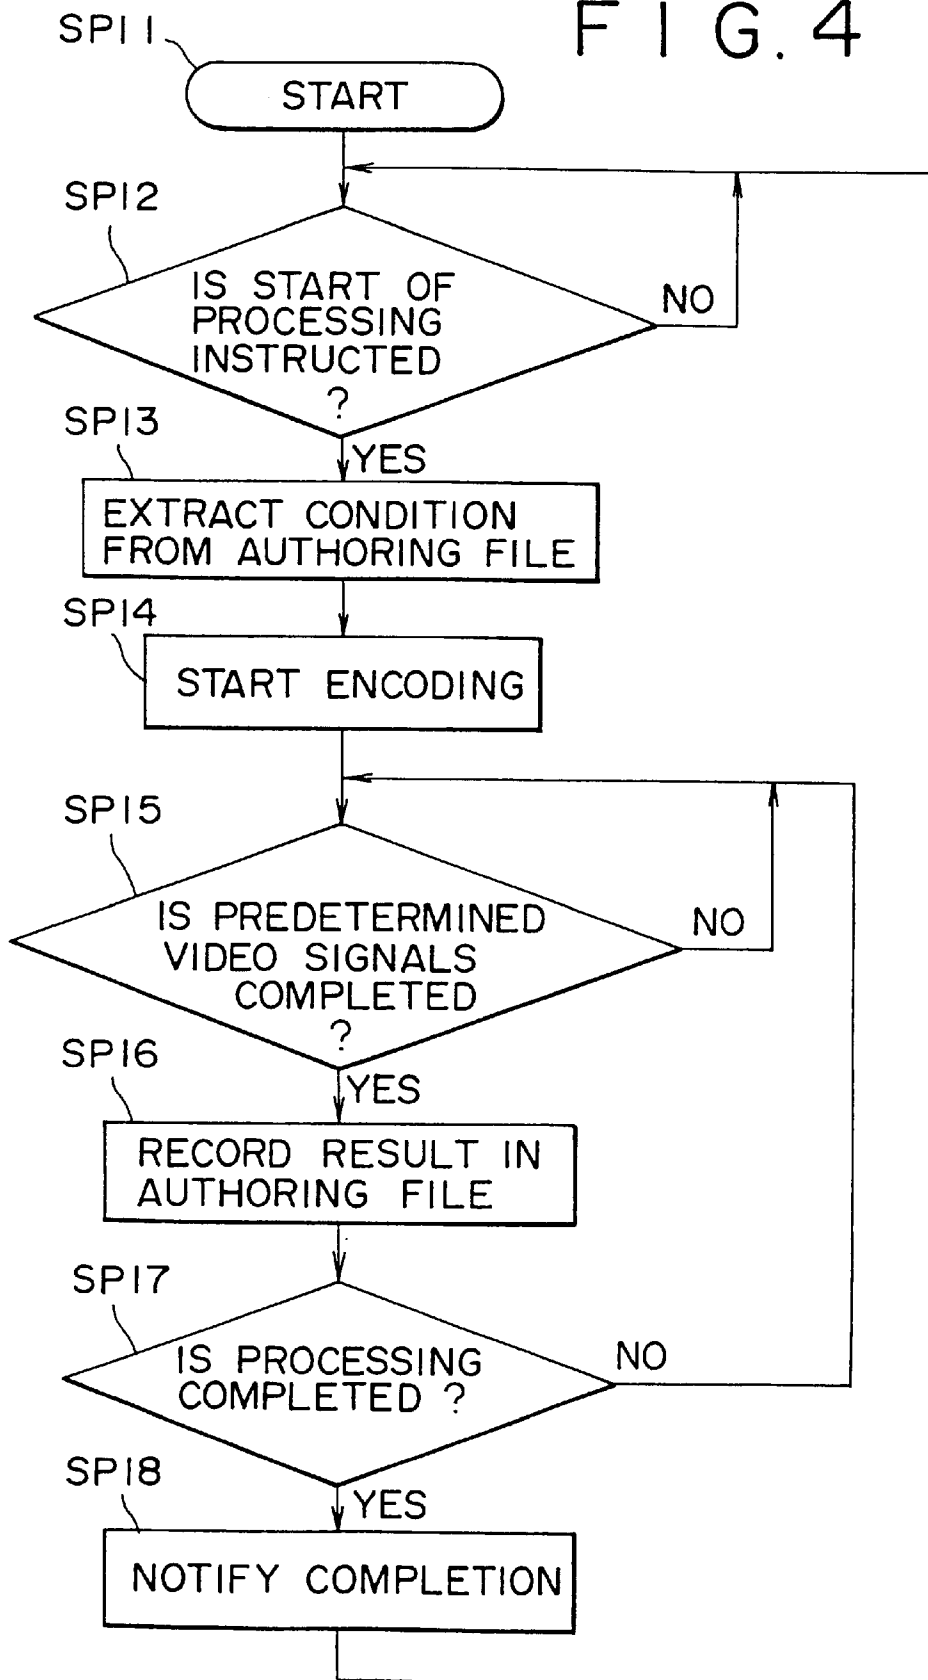 FIG. 4
SP11
START
SP12
IS START OF
PROCESSING
INSTRUCTED
?
NO
SP13
YES
EXTRACT CONDITION
FROM AUTHORING FILE
SP14
START ENCODING
SP15
IS PREDETERMINED
VIDEO SIGNALS
COMPLETED
?
NO
SP16
YES
RECORD RESULT IN
AUTHORING FILE
SP17
IS PROCESSING
COMPLETED ?
NO
SP18
YES
NOTIFY COMPLETION